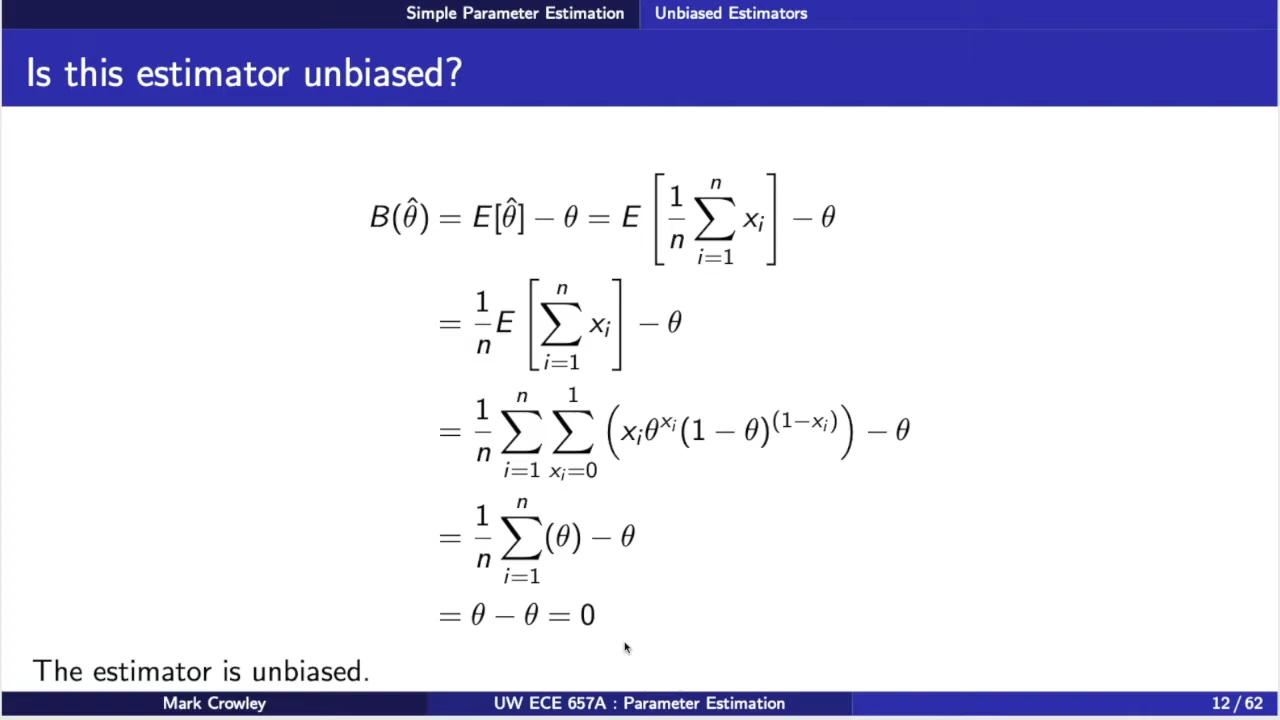 Simple Parameter Estimation Unbiased Estimators
Is this estimator unbiased?
B(θ̂) = E[θ̂] − θ = E [ 1/n ∑_{i=1}^{n} x_i ] − θ
= 1/n E [ ∑_{i=1}^{n} x_i ] − θ
= 1/n ∑_{i=1}^{n} ∑_{x_i=0}^{1} ( x_i θ^{x_i} (1 − θ)^{(1−x_i)} ) − θ
= 1/n ∑_{i=1}^{n} (θ) − θ
= θ − θ = 0
The estimator is unbiased.
Mark Crowley UW ECE 657A : Parameter Estimation 12 / 62